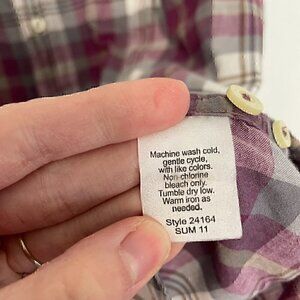 Machine wash cold,
gentle cycle,
with like colors.
Non-chlorine
bleach only.
Tumble dry low.
Warm iron as
needed.
Style 24164
SUM 11